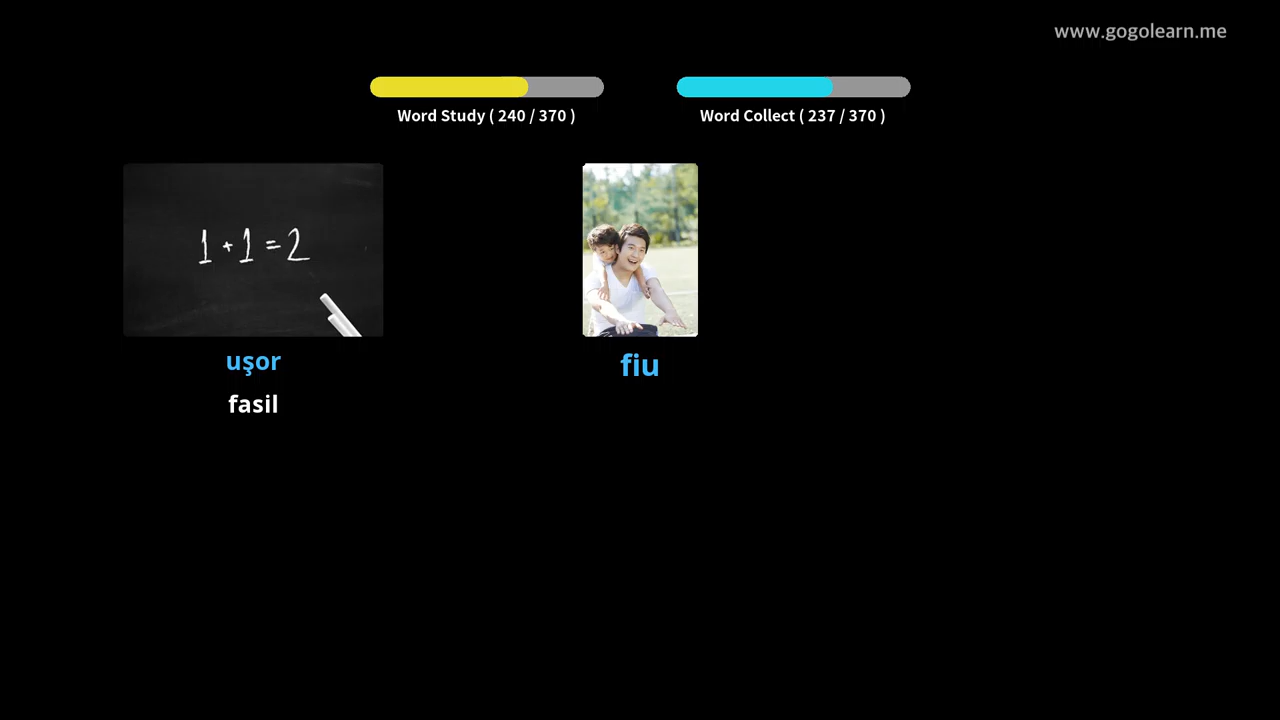 www.gogolearn.me
Word Study ( 240 / 370 )
Word Collect ( 237 / 370 )
1 + 1 = 2
uşor
fasil
fiu